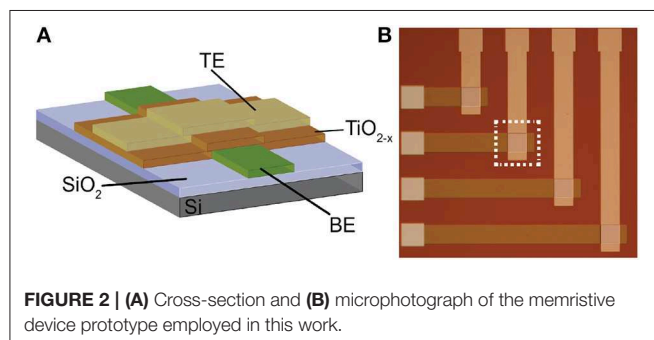 A
B
TE
TiO2-x
SiO2
Si
BE
FIGURE 2 | (A) Cross-section and (B) microphotograph of the memristive
device prototype employed in this work.